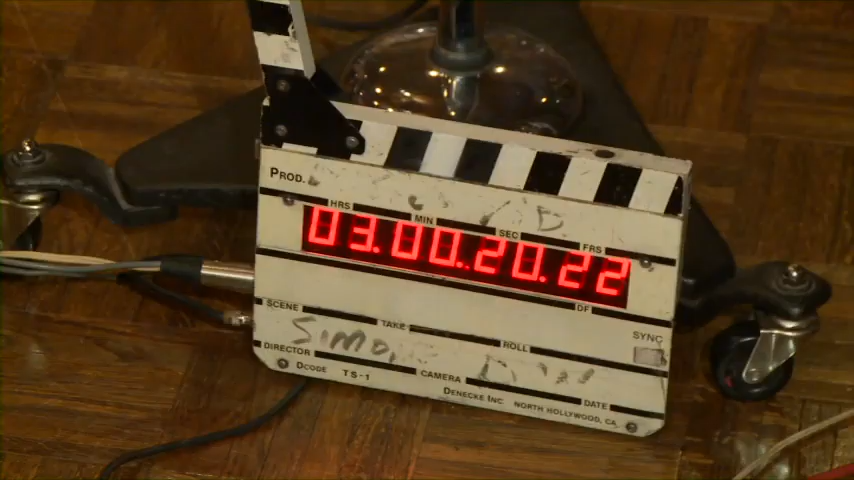 PROD.
HRS MIN SEC FRS
03.00.20.22
DF
SCENE TAKE ROLL SYNC
SIMO
DIRECTOR CAMERA DATE
DCODE TS-1 DENECKE INC. NORTH HOLLYWOOD, CA.